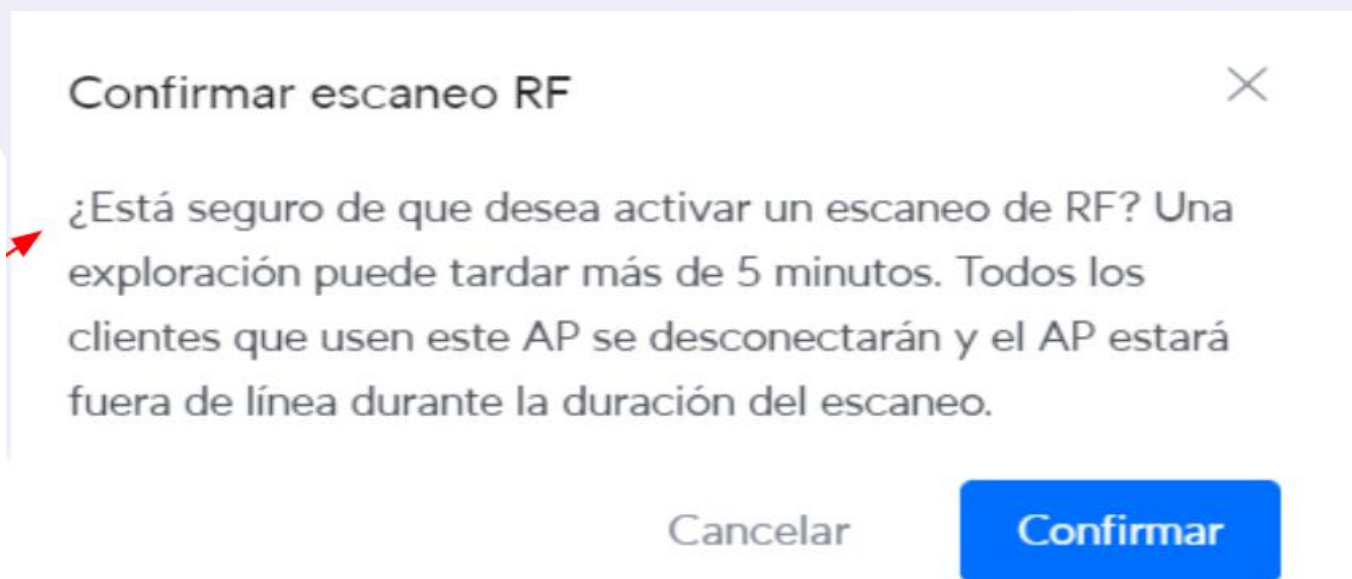 Confirmar escaneo RF
¿Está seguro de que desea activar un escaneo de RF? Una
exploración puede tardar más de 5 minutos. Todos los
clientes que usen este AP se desconectarán y el AP estará
fuera de línea durante la duración del escaneo.
Cancelar
Confirmar